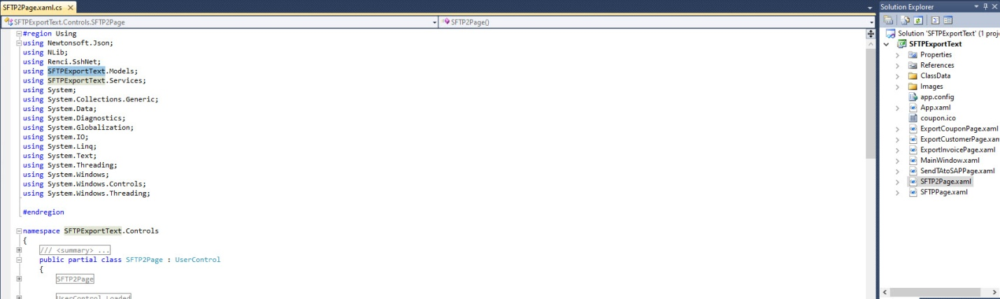 SFTP2Page.xaml.cs
SFTPExportText.Controls.SFTP2Page
SFTP2Page()
#region Using
using Newtonsoft.Json;
using NLib;
using Renci.SshNet;
using SFTPExportText.Models;
using SFTPExportText.Services;
using System;
using System.Collections.Generic;
using System.Data;
using System.Diagnostics;
using System.Globalization;
using System.IO;
using System.Linq;
using System.Text;
using System.Threading;
using System.Windows;
using System.Windows.Controls;
using System.Windows.Threading;
#endregion
namespace SFTPExportText.Controls
{
/// <summary> ...
public partial class SFTP2Page : UserControl
{
SFTP2Page
UserControl Loaded
Solution Explorer
Solution 'SFTPExportText' (1 proj
SFTPExportText
Properties
References
ClassData
Images
app.config
App.xaml
coupon.ico
ExportCouponPage.xaml
ExportCustomerPage.xan
ExportInvoicePage.xaml
MainWindow.xaml
SendTAtoSAPPage.xaml
SFTP2Page.xaml
SFTPPage.xaml